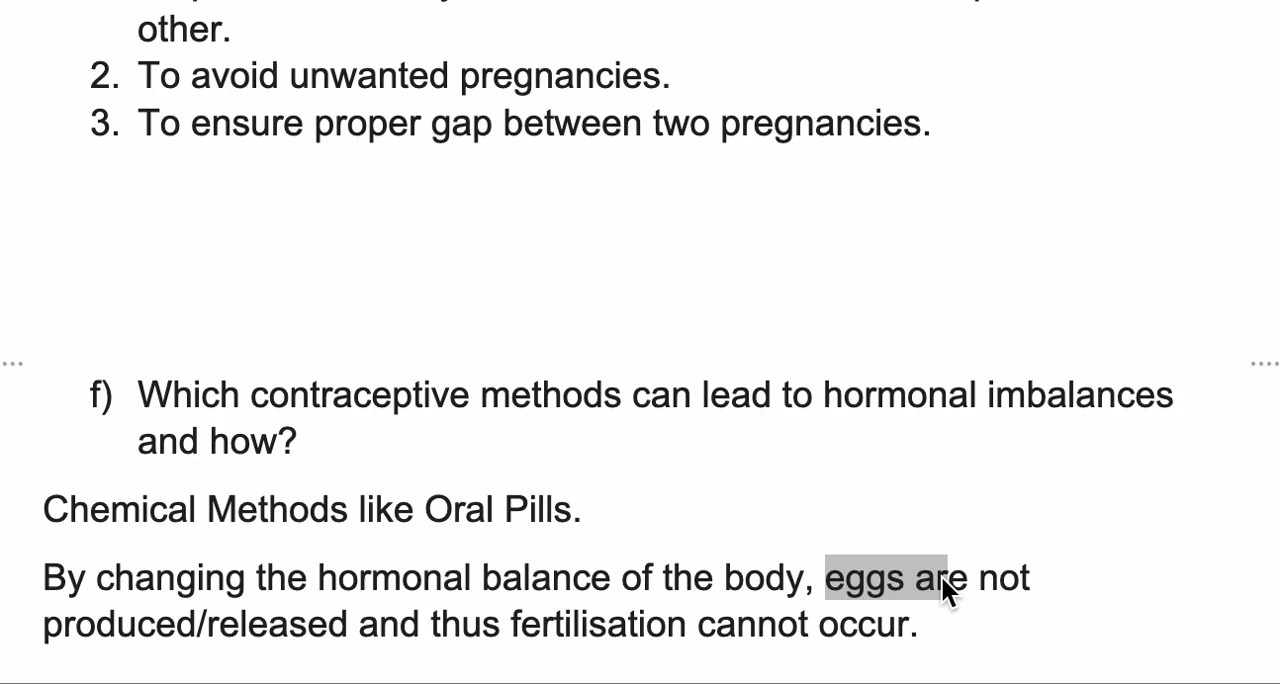 other.
2. To avoid unwanted pregnancies.
3. To ensure proper gap between two pregnancies.
f) Which contraceptive methods can lead to hormonal imbalances
and how?
Chemical Methods like Oral Pills.
By changing the hormonal balance of the body, eggs are not
produced/released and thus fertilisation cannot occur.